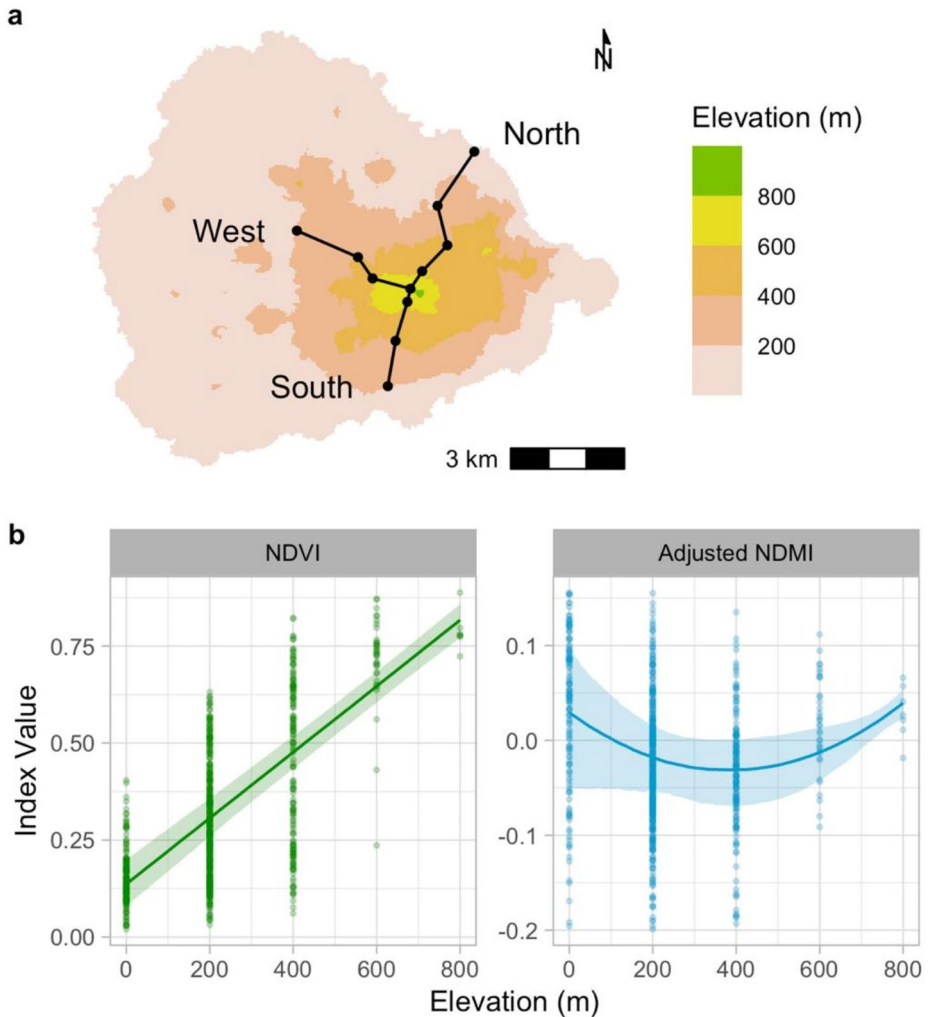 a
N
North
West
South
Elevation (m)
800
600
400
200
3 km
b
NDVI
Adjusted NDMI
Index Value
0.75
0.50
0.25
0.00
0.1
0.0
-0.1
-0.2
0 200 400 600 800
0 200 400 600 800
Elevation (m)